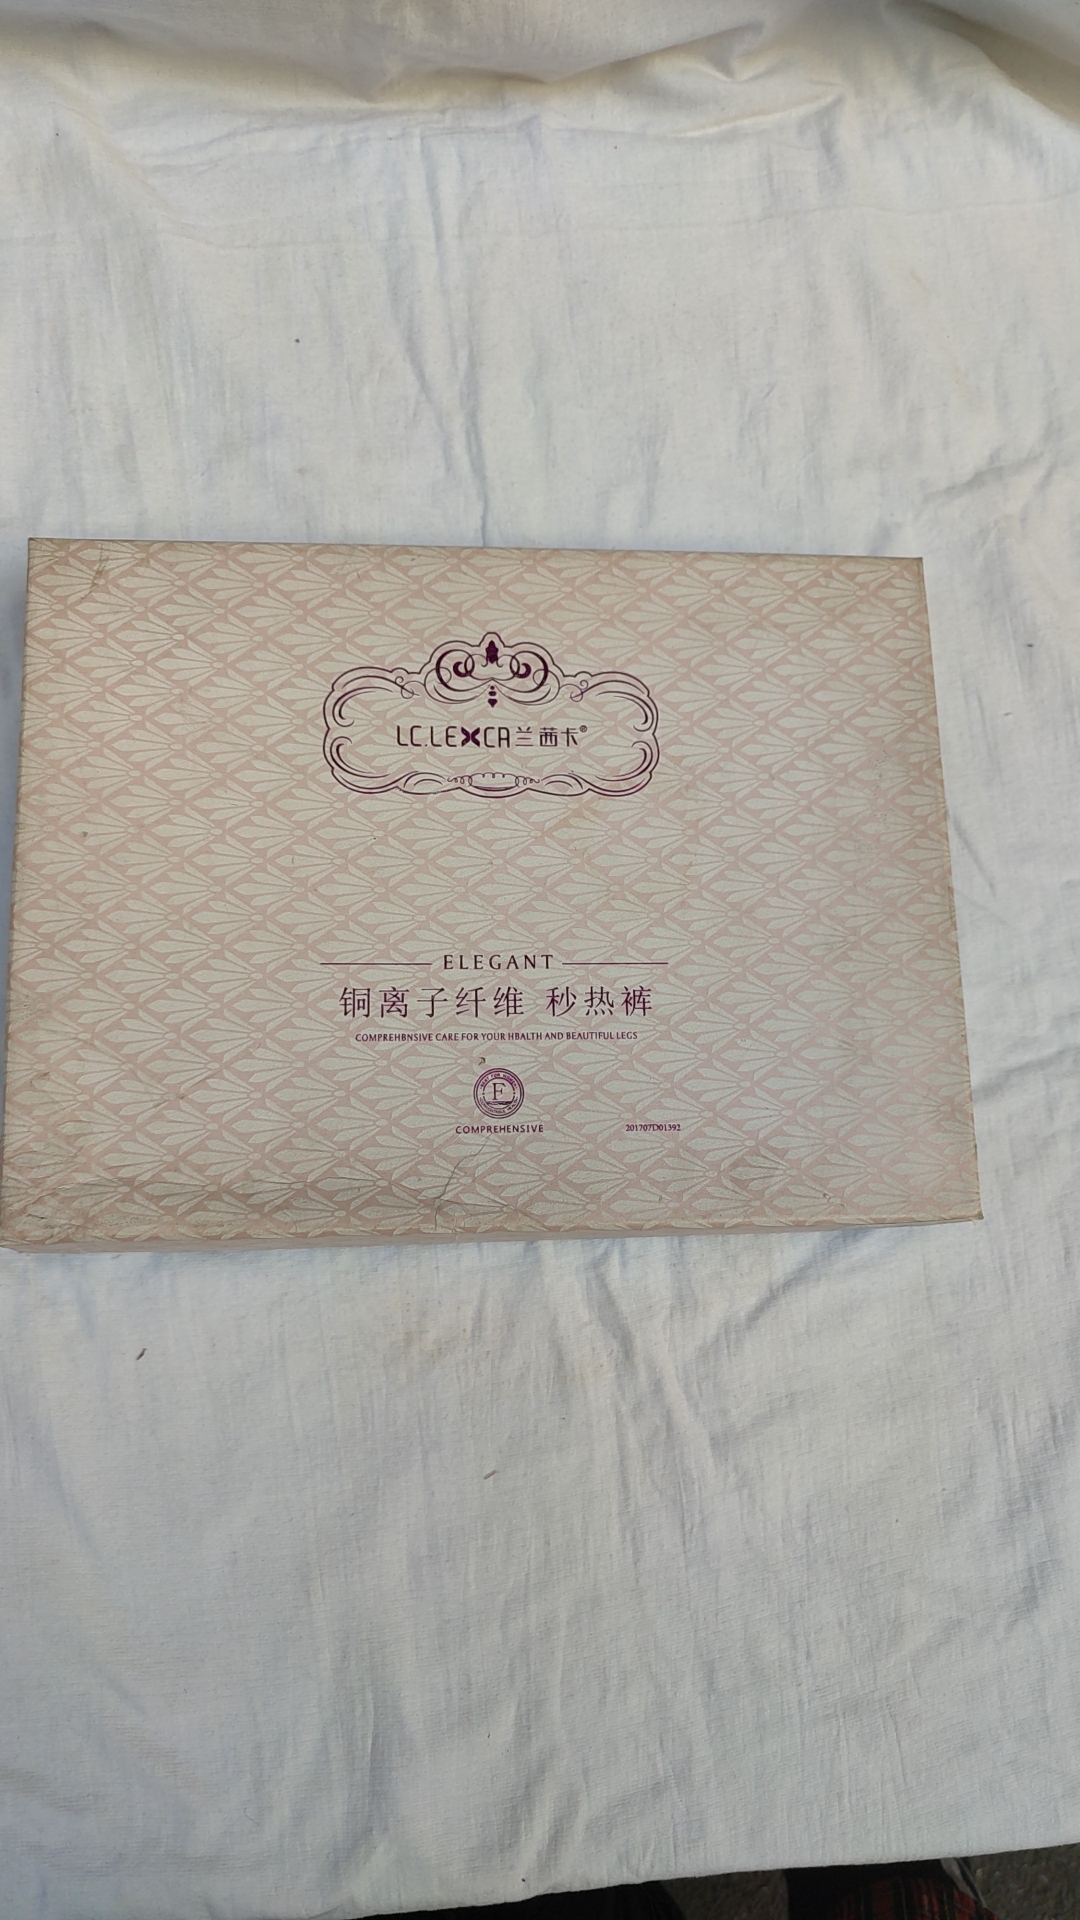 LC.LEXCA兰茜卡®
ELEGANT
铜离子纤维 秒热裤
COMPREHBNSIVE CARE FOR YOUR HBALTH AND BEAUTIFUL LEGS
F
COMPREHENSIVE
201707D01392